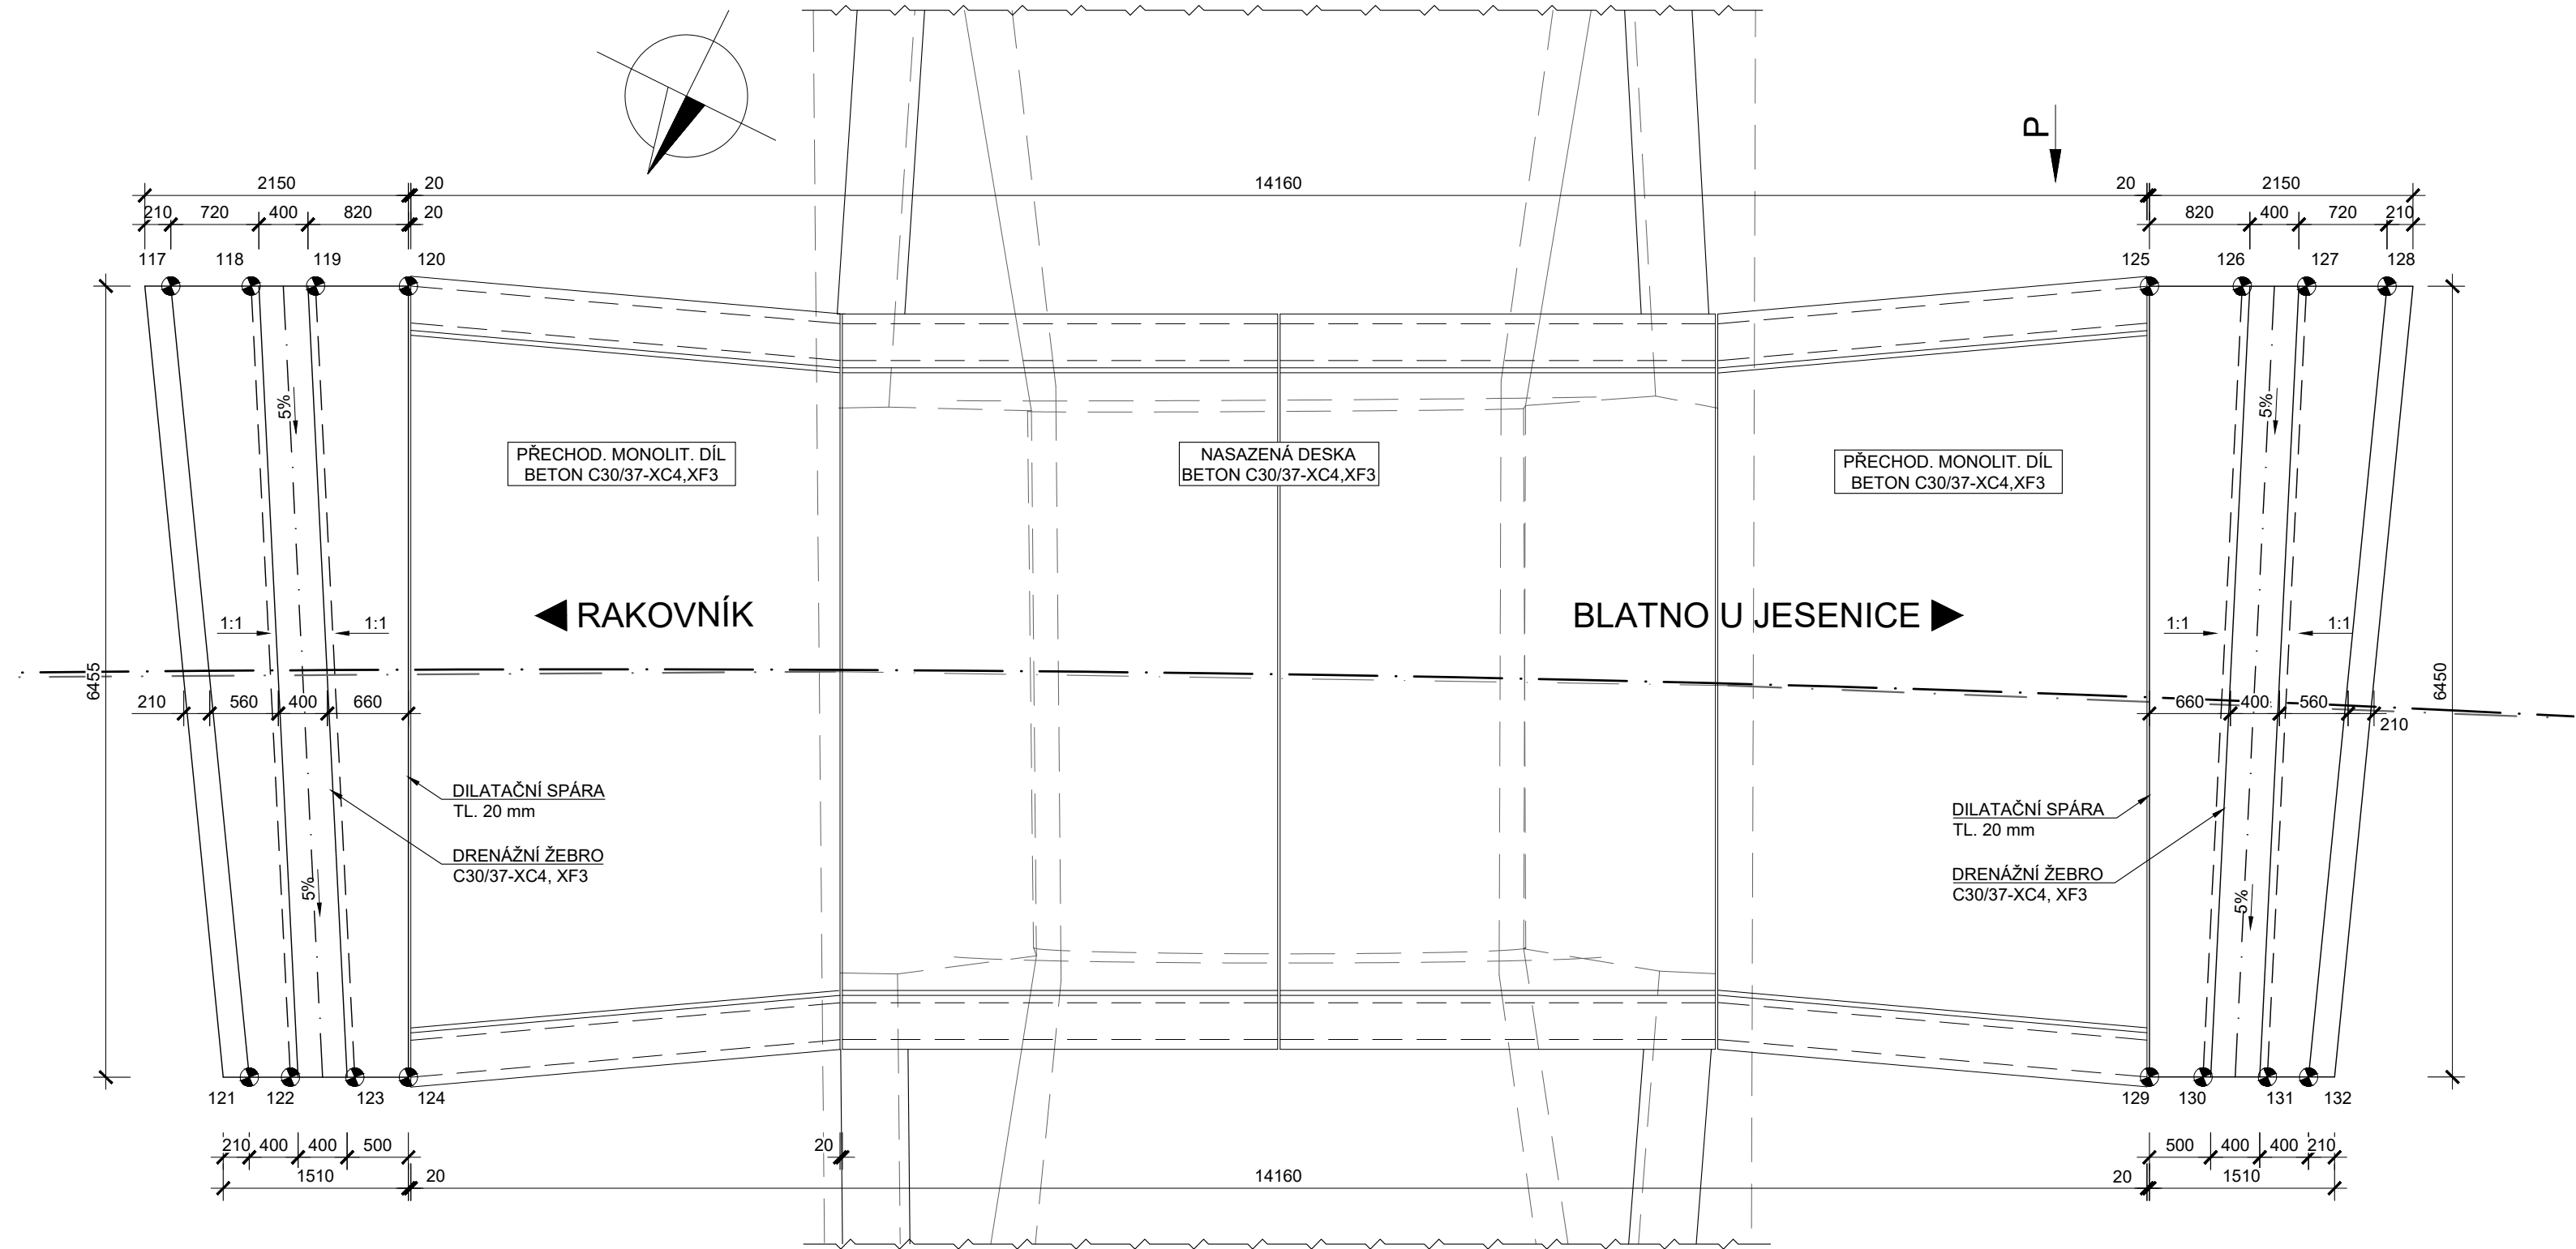 P
2150 20 14160 20 2150
210 720 400 820 20 820 400 720 210
117 118 119 120 125 126 127 128
5% 5%
PŘECHOD. MONOLIT. DÍL
BETON C30/37-XC4,XF3
NASAZENÁ DESKA
BETON C30/37-XC4,XF3
PŘECHOD. MONOLIT. DÍL
BETON C30/37-XC4,XF3
RAKOVNÍK
BLATNO U JESENICE
1:1 1:1 1:1 1:1
6455
6450
210 560 400 660 660 400 560 210
DILATAČNÍ SPÁRA
TL. 20 mm
DRENÁŽNÍ ŽEBRO
C30/37-XC4, XF3
DILATAČNÍ SPÁRA
TL. 20 mm
DRENÁŽNÍ ŽEBRO
C30/37-XC4, XF3
5% 5%
121 122 123 124 129 130 131 132
210 400 400 500 20 500 400 400 210
1510 20 14160 20 1510